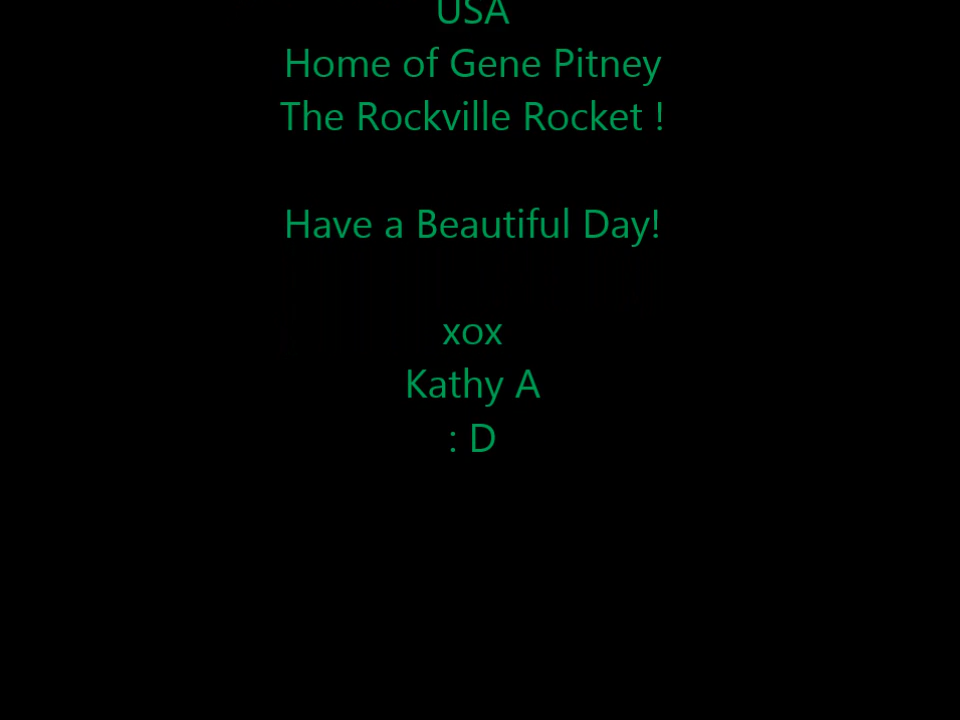 USA
Home of Gene Pitney
The Rockville Rocket !
Have a Beautiful Day!
xox
Kathy A
: D